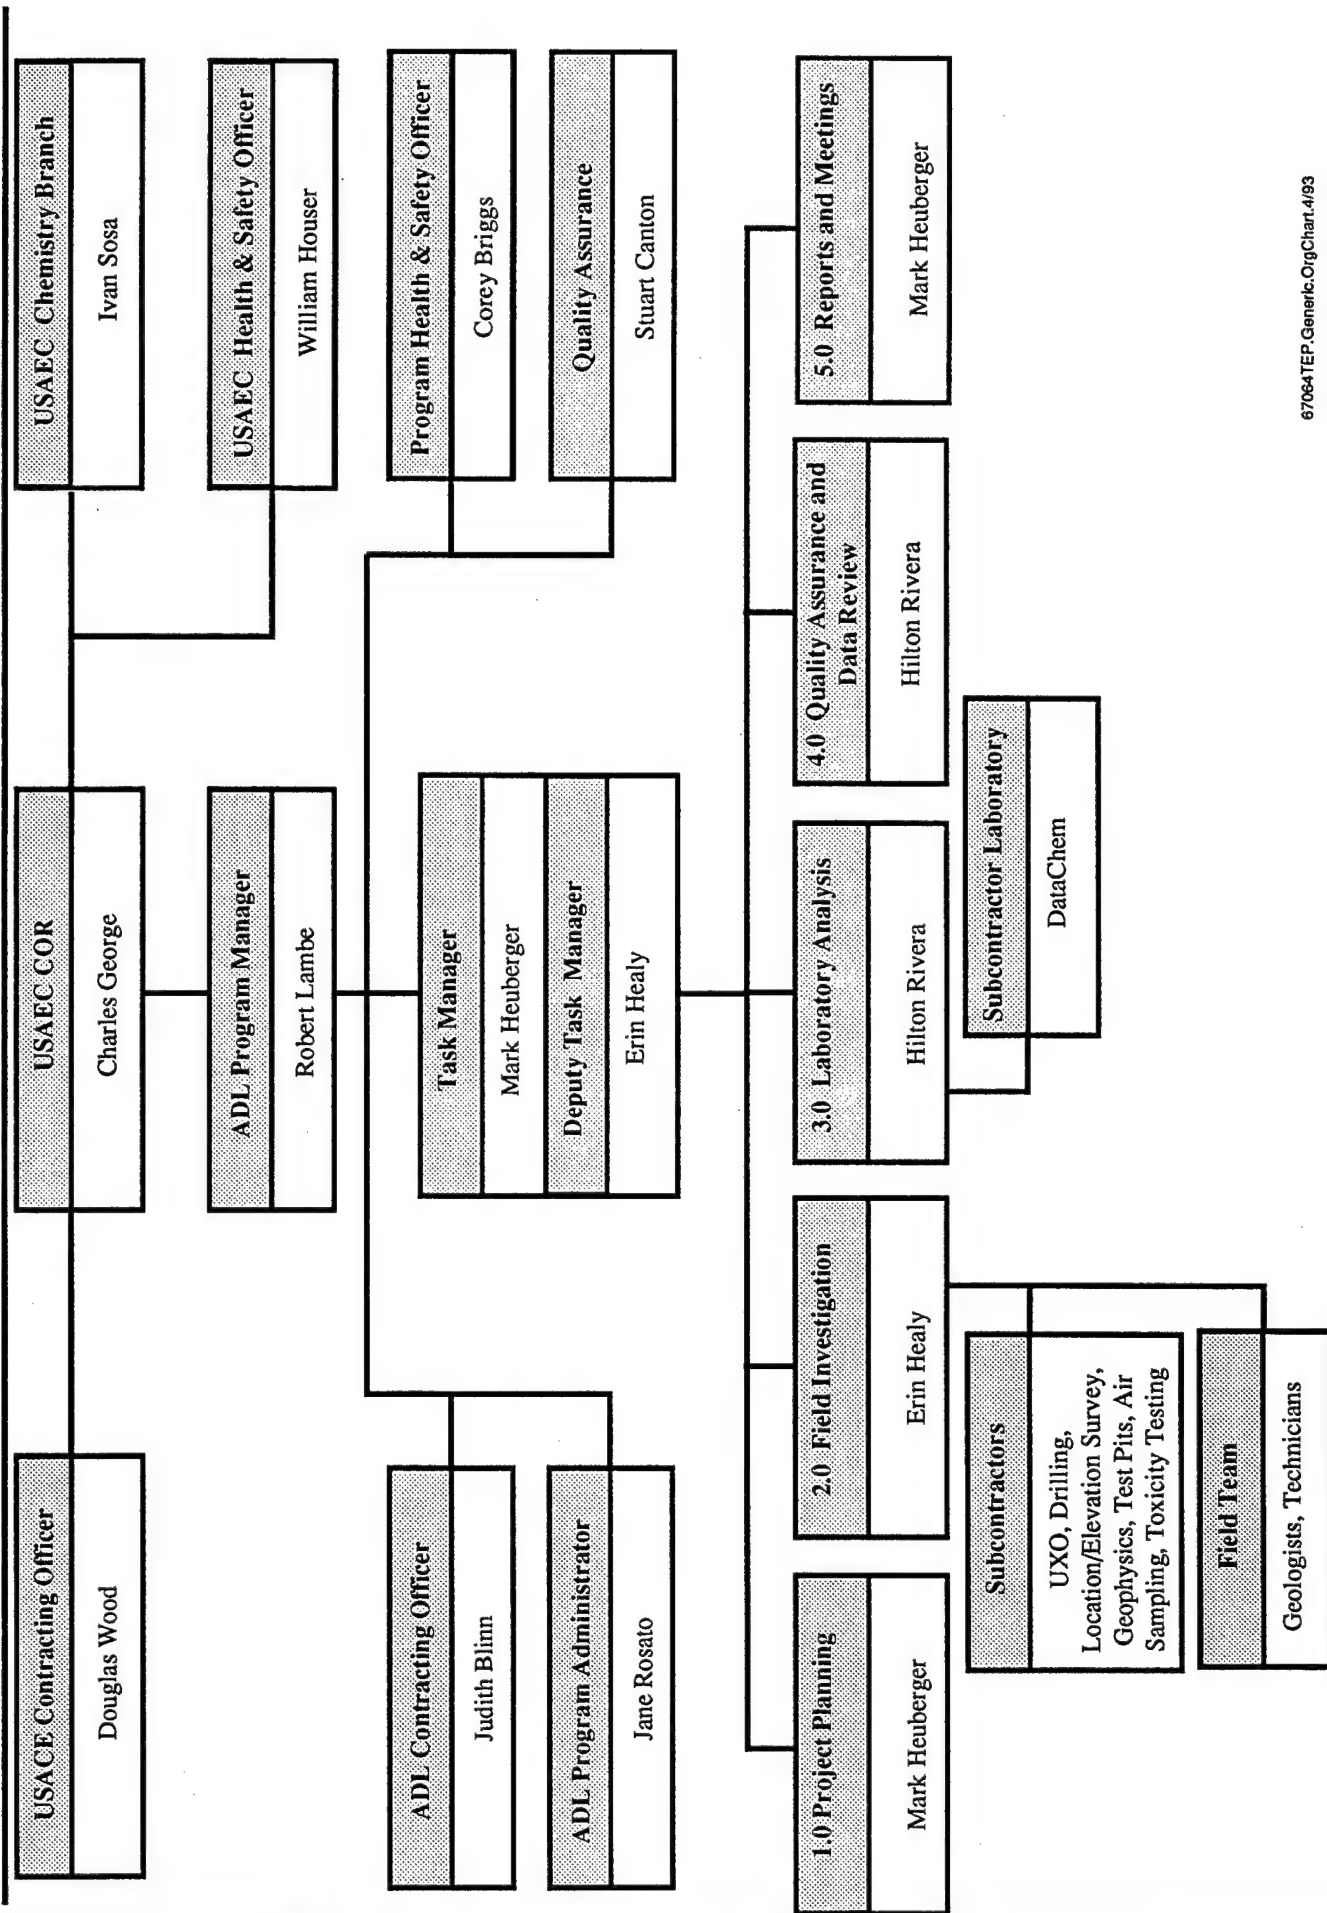 USACE Contracting Officer
Douglas Wood
USAEC COR
Charles George
USAEC Chemistry Branch
Ivan Sosa
ADL Program Manager
Robert Lambe
USAEC Health & Safety Officer
William Houser
ADL Contracting Officer
Judith Blinn
Program Health & Safety Officer
Corey Briggs
Task Manager
Mark Heuberger
Deputy Task Manager
Erin Healy
ADL Program Administrator
Jane Rosato
Quality Assurance
Stuart Canton
1.0 Project Planning
Mark Heuberger
2.0 Field Investigation
Erin Healy
3.0 Laboratory Analysis
Hilton Rivera
4.0 Quality Assurance and
Data Review
Hilton Rivera
5.0 Reports and Meetings
Mark Heuberger
Subcontractors
UXO, Drilling,
Location/Elevation Survey,
Geophysics, Test Pits, Air
Sampling, Toxicity Testing
Subcontractor Laboratory
DataChem
Field Team
Geologists, Technicians
67064TEP.Generic.OrgChart.4/93